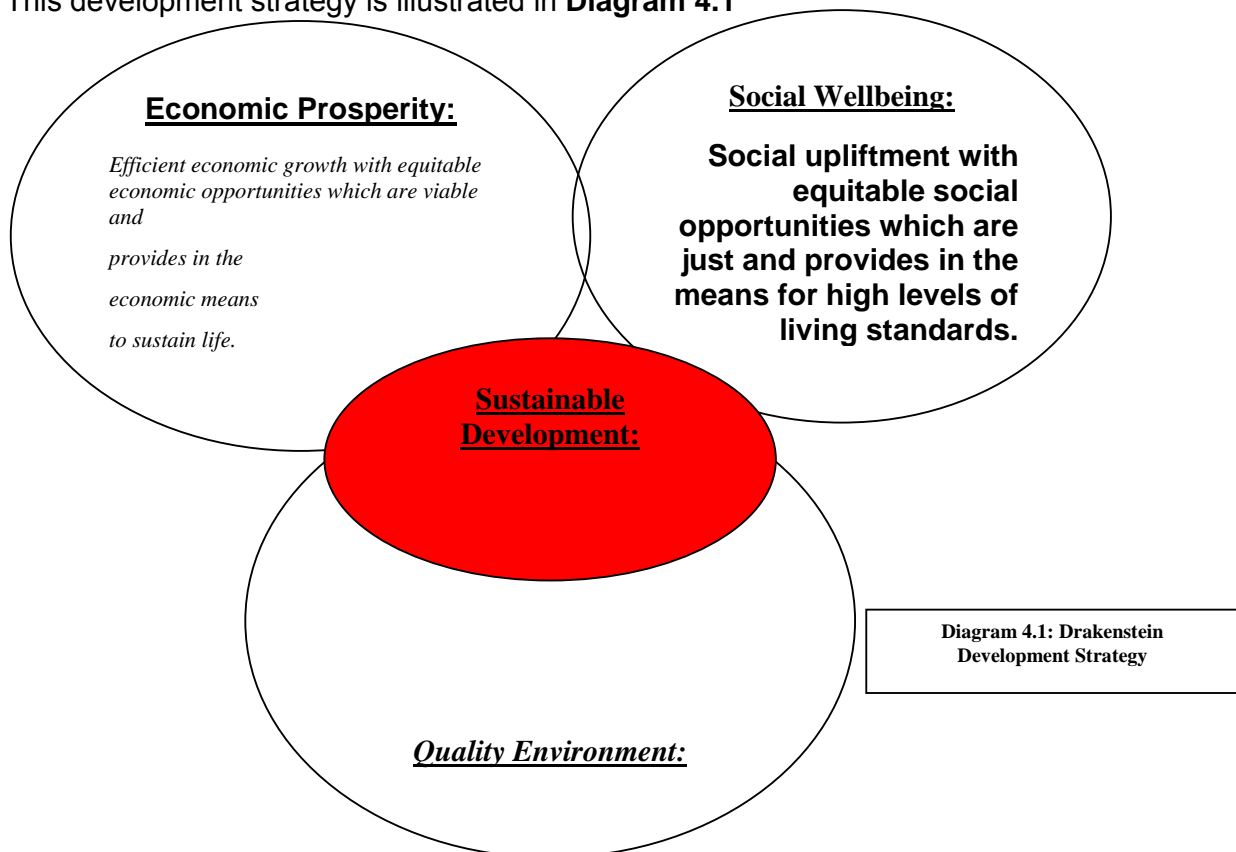 This development strategy is illustrated in Diagram 4.1
Economic Prosperity:
Efficient economic growth with equitable
economic opportunities which are viable
and
provides in the
economic means
to sustain life.
Social Wellbeing:
Social upliftment with
equitable social
opportunities which are
just and provides in the
means for high levels of
living standards.
Sustainable
Development:
Diagram 4.1: Drakenstein
Development Strategy
Quality Environment: